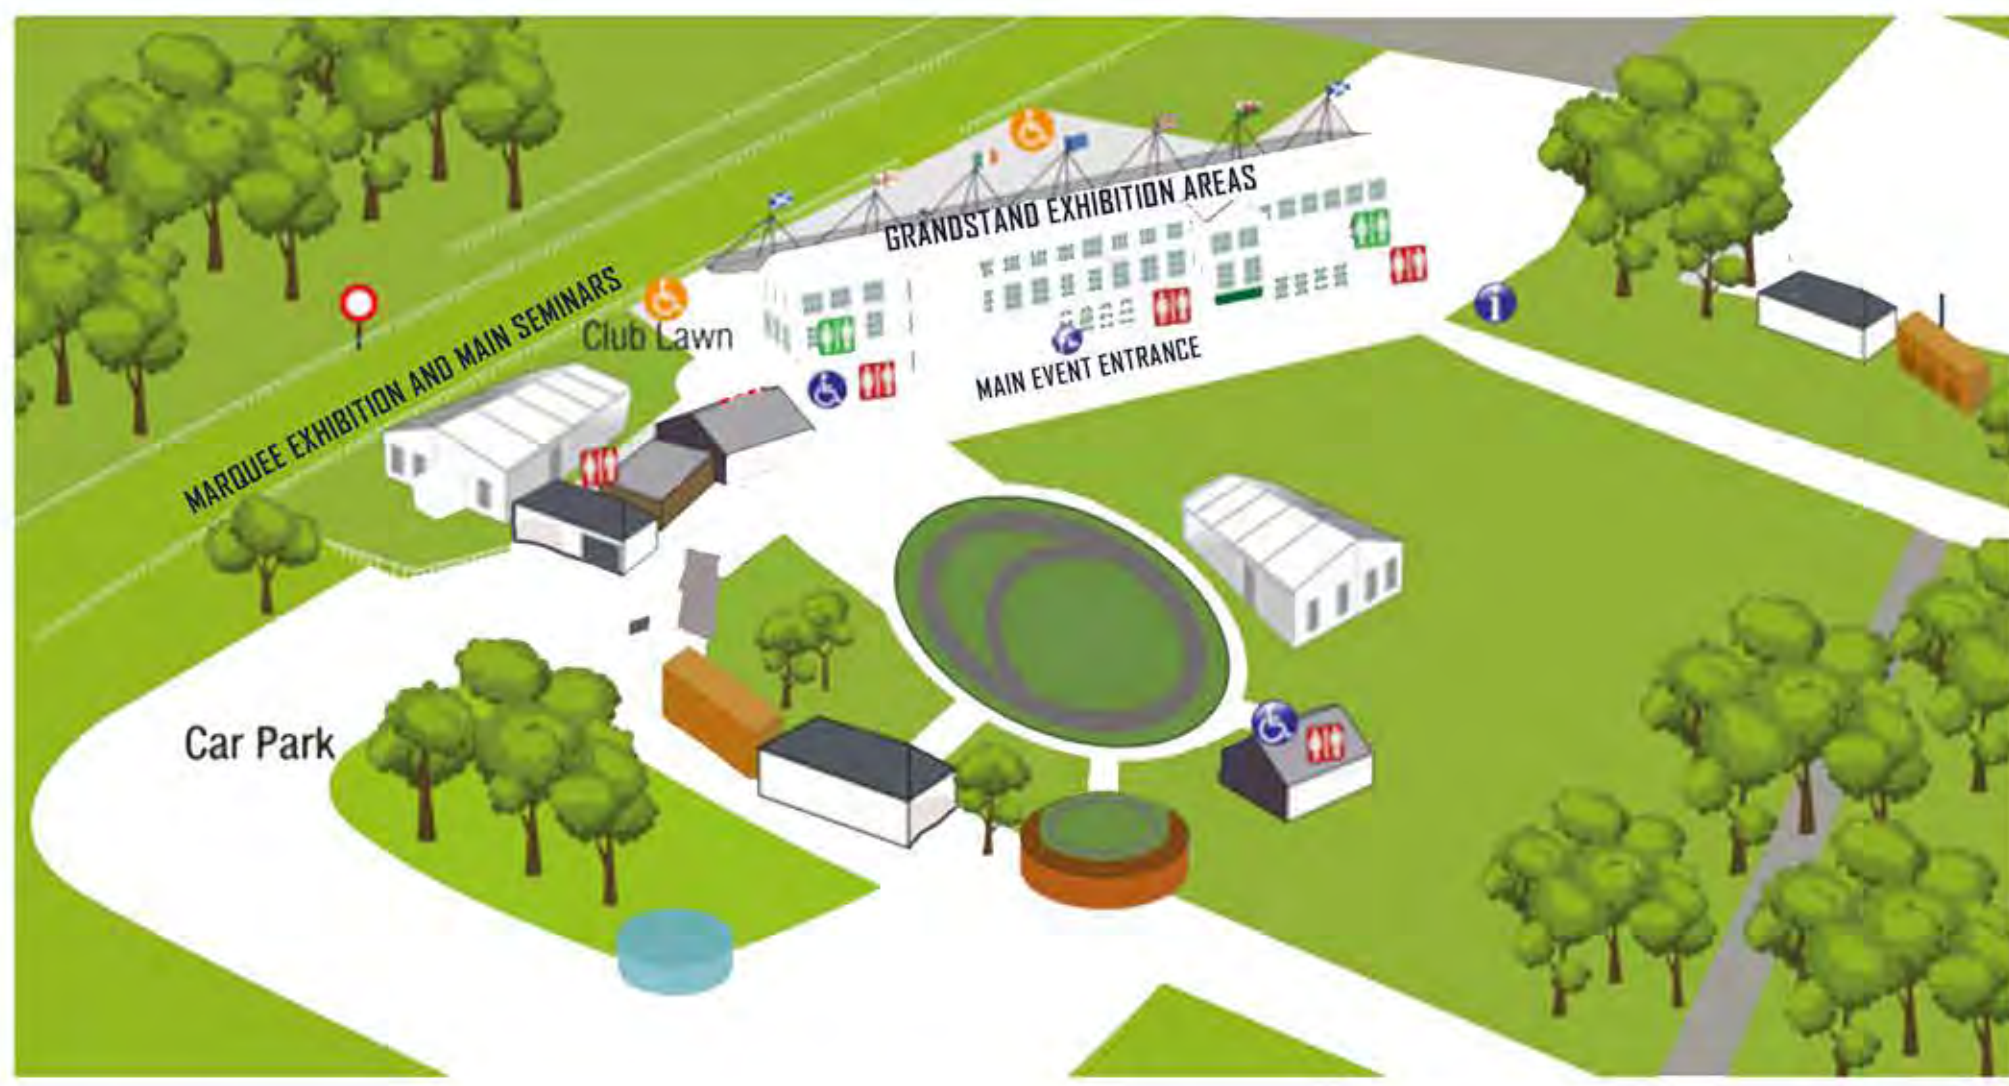 GRANDSTAND EXHIBITION AREAS
MARQUEE EXHIBITION AND MAIN SEMINARS
Club Lawn
MAIN EVENT ENTRANCE
i
Car Park